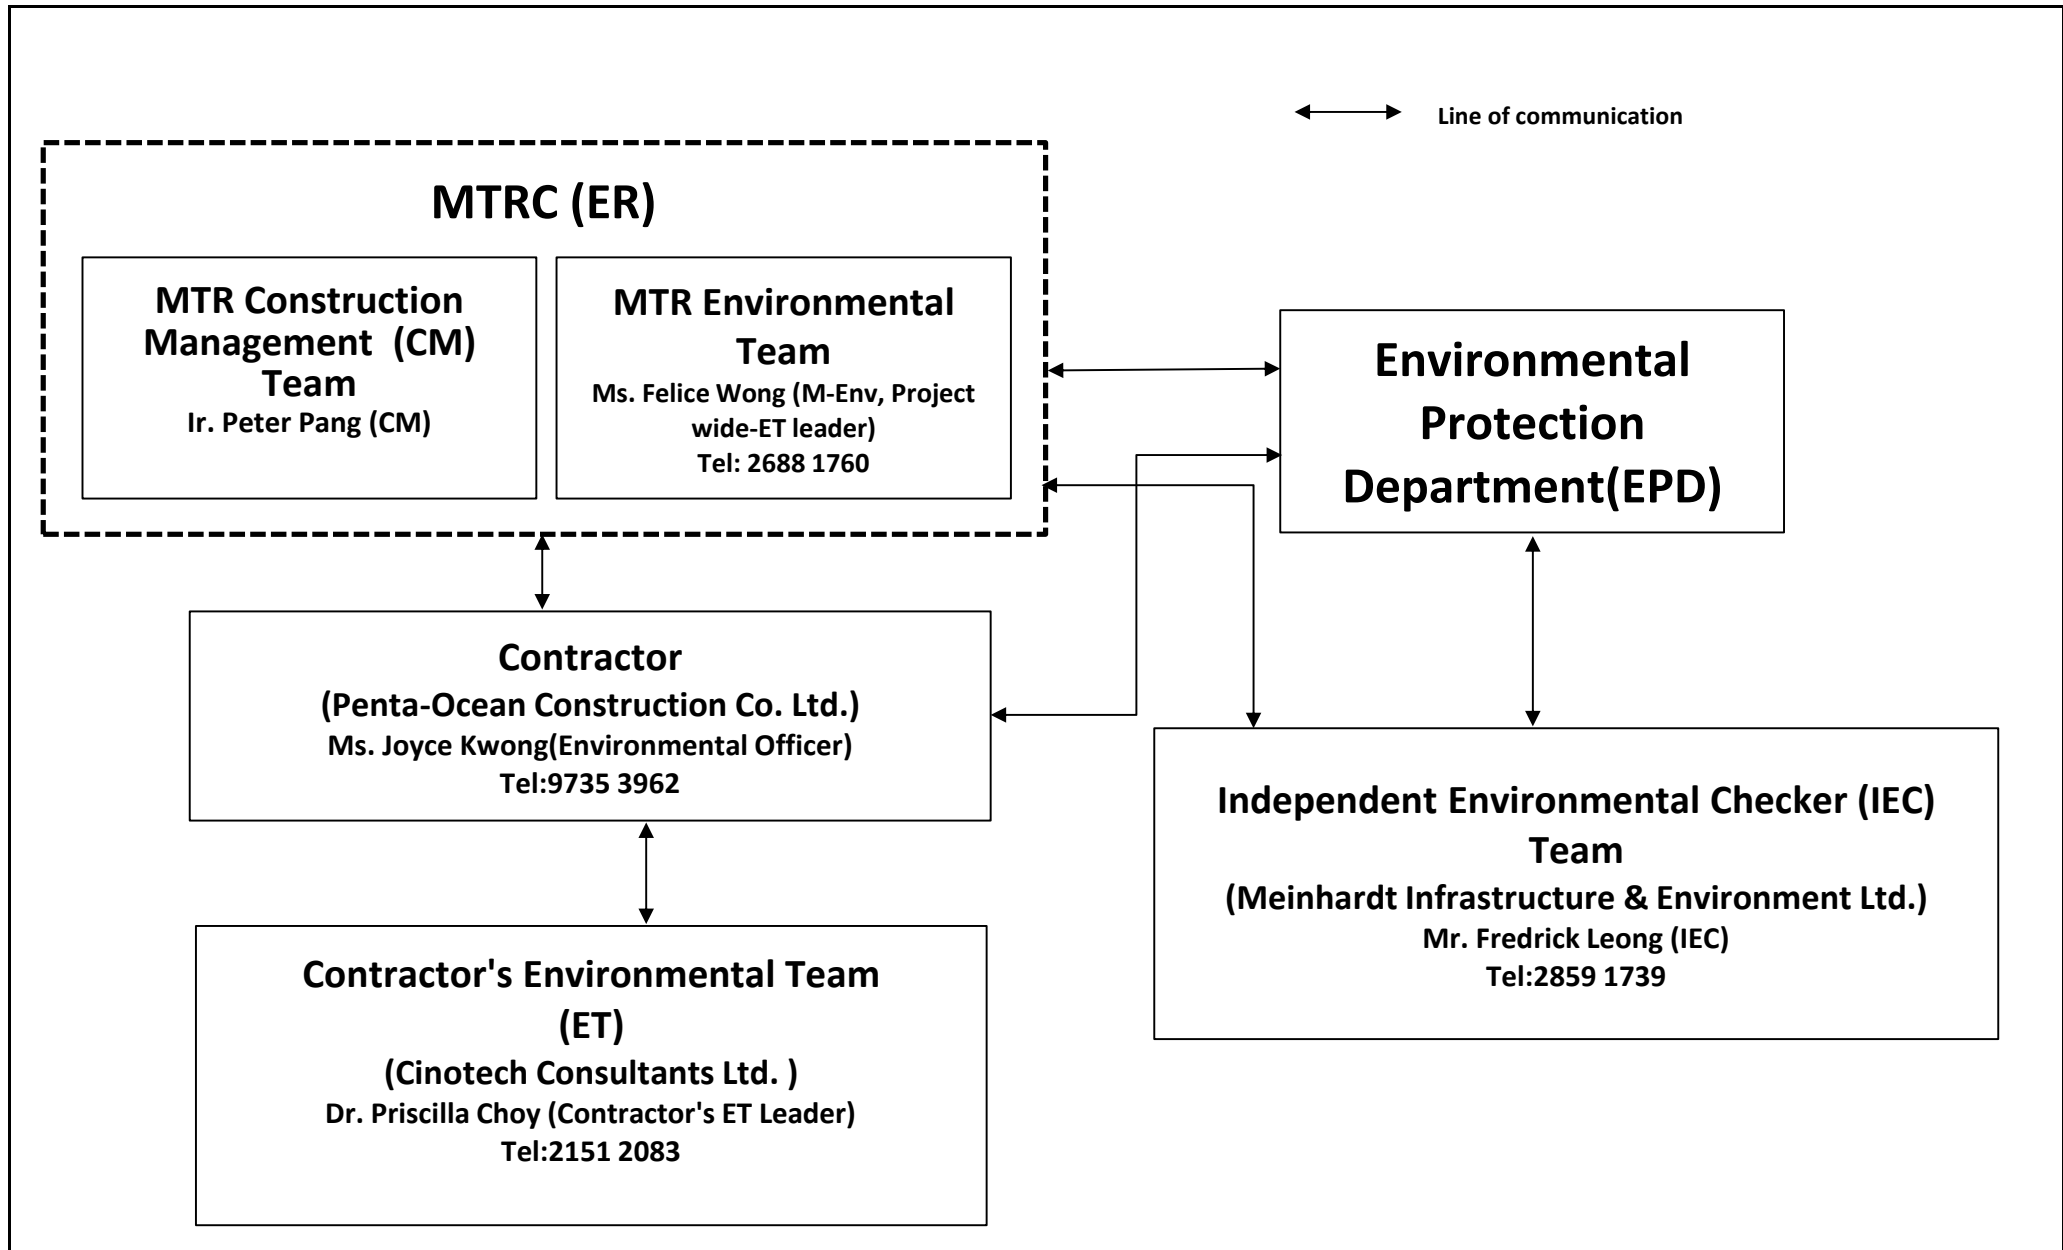 Line of communication
MTRC (ER)
MTR Construction
Management  (CM)
Team
Ir. Peter Pang (CM)
MTR Environmental
Team
Ms. Felice Wong (M-Env, Project
wide-ET leader)
Tel: 2688 1760
Environmental
Protection
Department(EPD)
Contractor
(Penta-Ocean Construction Co. Ltd.)
Ms. Joyce Kwong(Environmental Officer)
Tel:9735 3962
Independent Environmental Checker (IEC)
Team
(Meinhardt Infrastructure & Environment Ltd.)
Mr. Fredrick Leong (IEC)
Tel:2859 1739
Contractor's Environmental Team
(ET)
(Cinotech Consultants Ltd. )
Dr. Priscilla Choy (Contractor's ET Leader)
Tel:2151 2083